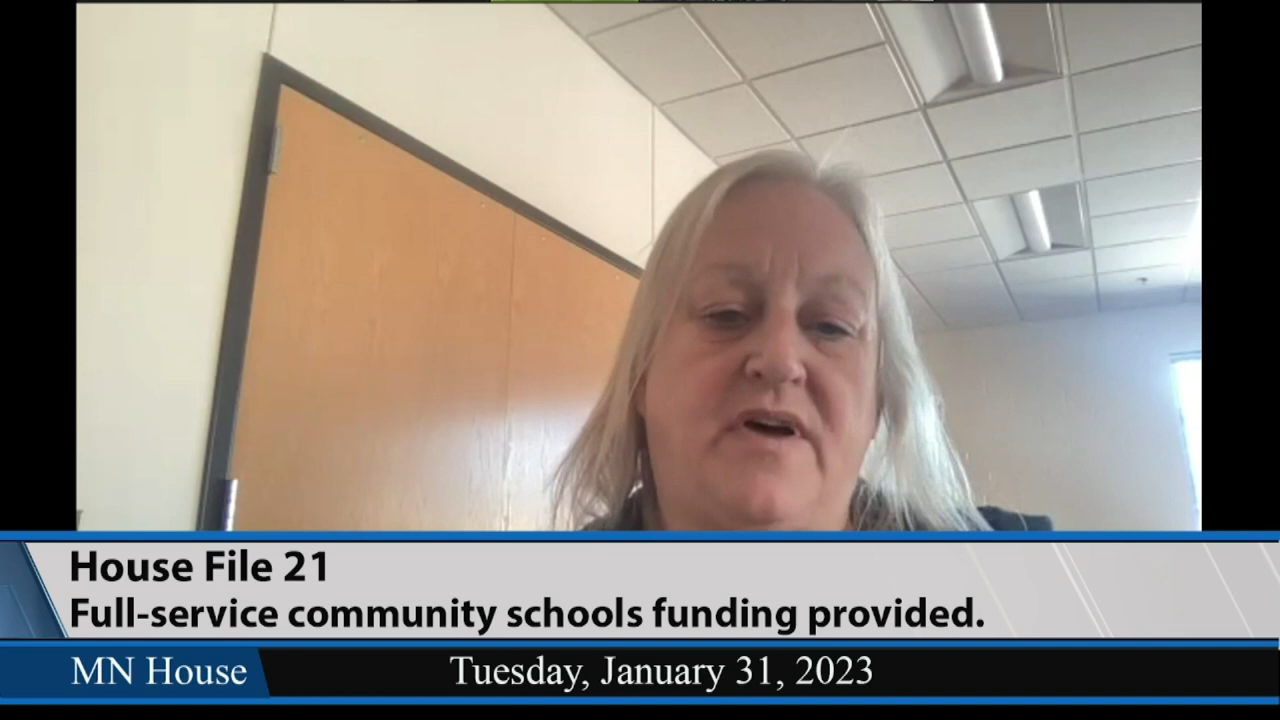 House File 21
Full-service community schools funding provided.
MN House
Tuesday, January 31, 2023